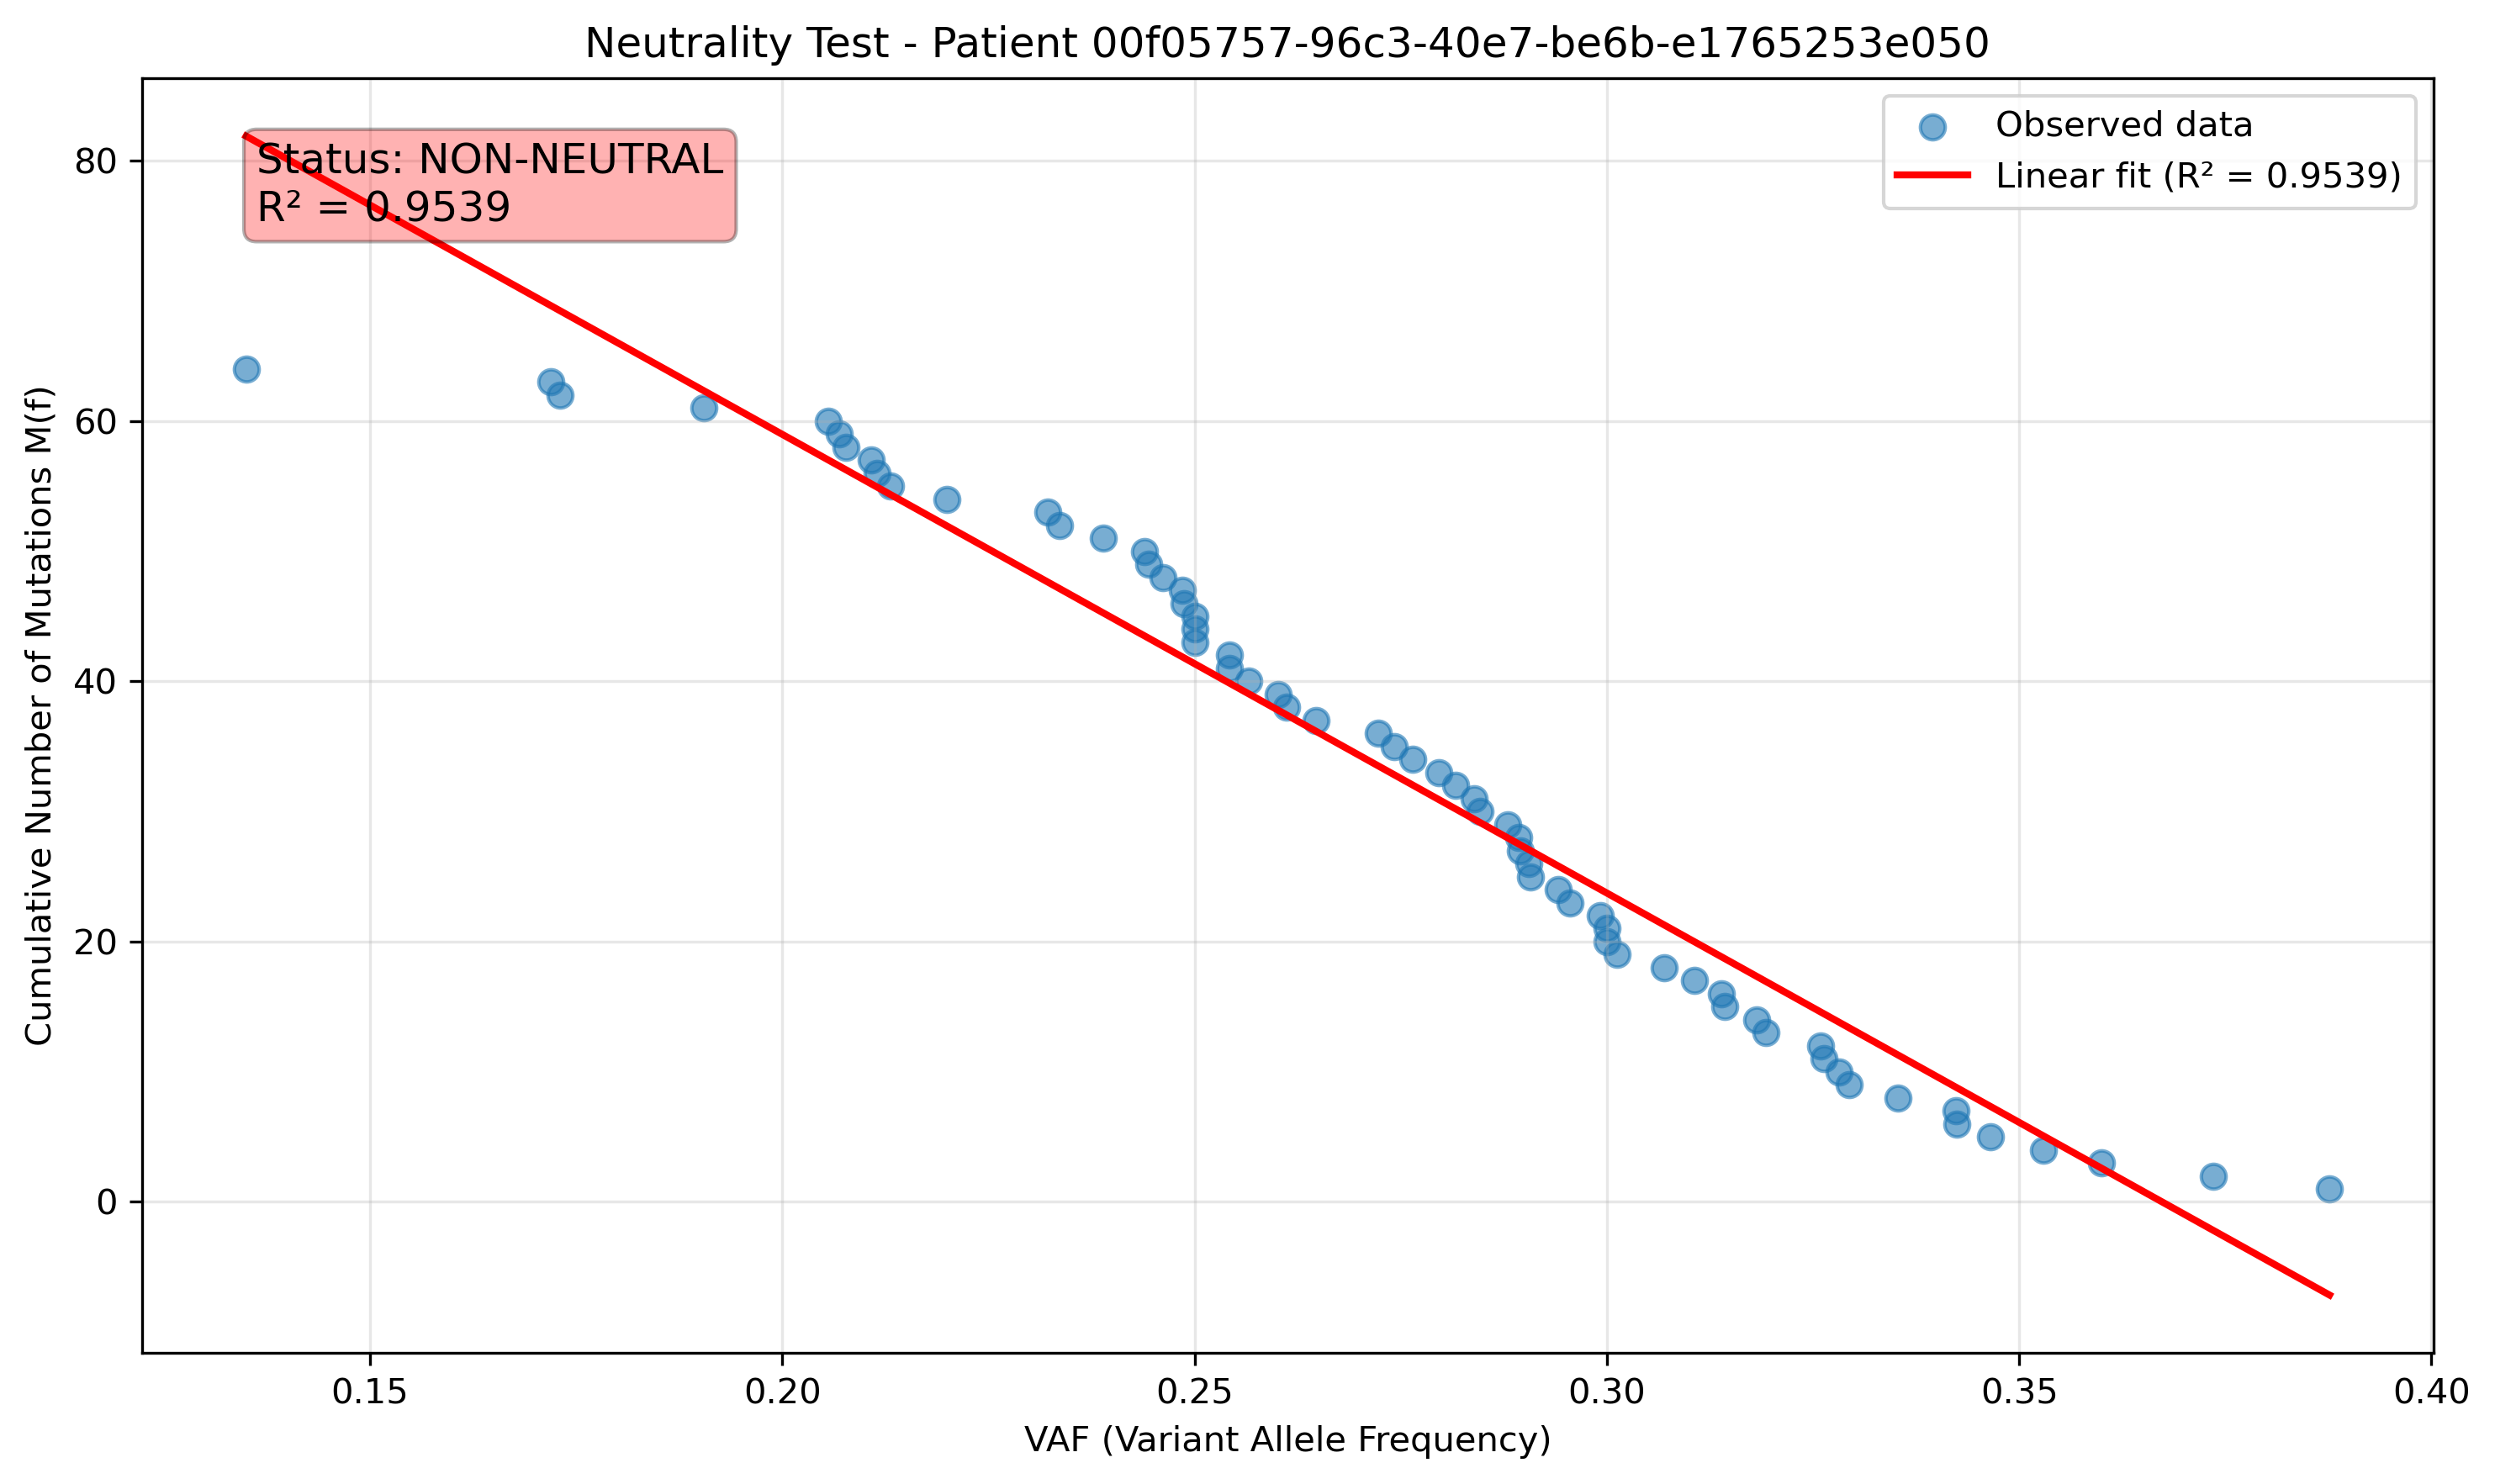 Neutrality Test - Patient 00f05757-96c3-40e7-be6b-e1765253e050
Status: NON-NEUTRAL
R² = 0.9539
Observed data
Linear fit (R² = 0.9539)
Cumulative Number of Mutations M(f)
80
60
40
20
0
0.15 0.20 0.25 0.30 0.35 0.40
VAF (Variant Allele Frequency)